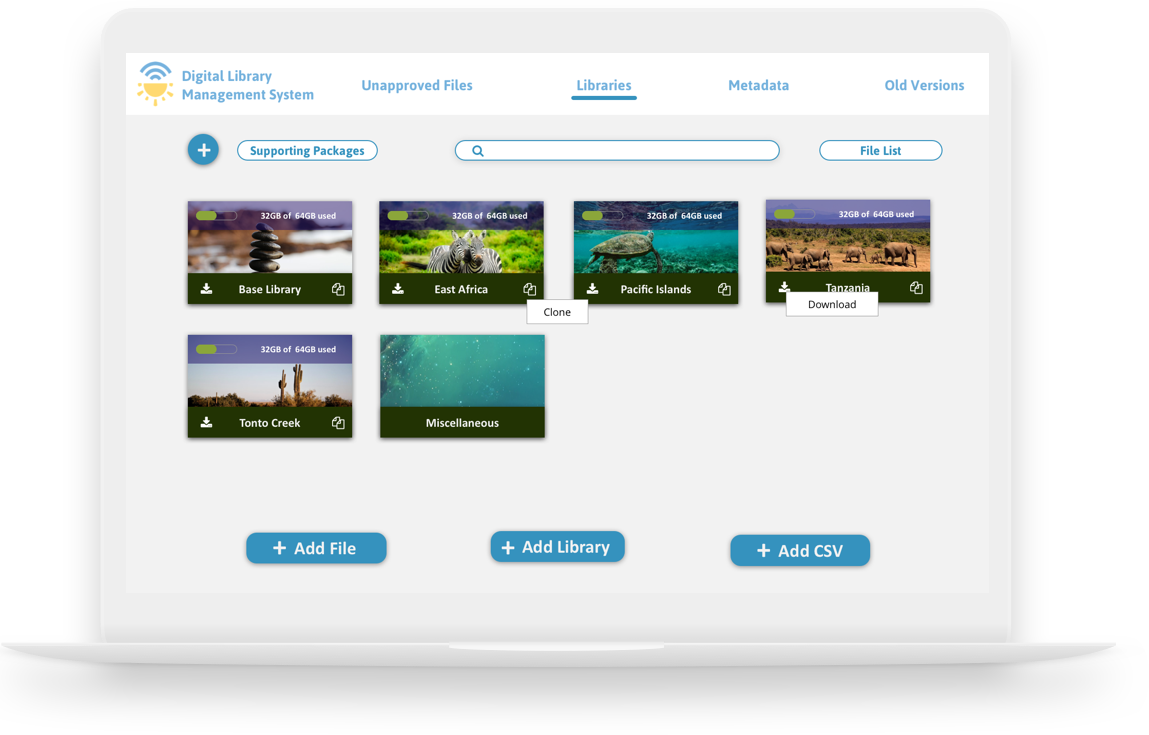 Digital Library
Management System
Unapproved Files
Libraries
Metadata
Old Versions
Supporting Packages
File List
32GB of 64GB used
32GB of 64GB used
32GB of 64GB used
32GB of 64GB used
Base Library
East Africa
Pacific Islands
Tanzania
Clone
Download
32GB of 64GB used
Tonto Creek
Miscellaneous
+ Add File
+ Add Library
+ Add CSV